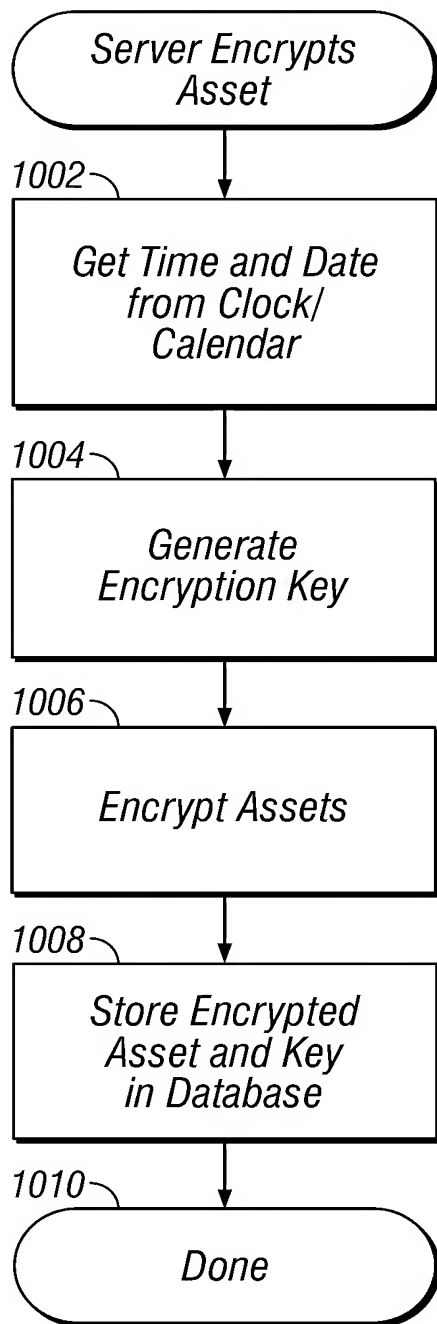 Server Encrypts
Asset
1002
Get Time and Date
from Clock/
Calendar
1004
Generate
Encryption Key
1006
Encrypt Assets
1008
Store Encrypted
Asset and Key
in Database
1010
Done